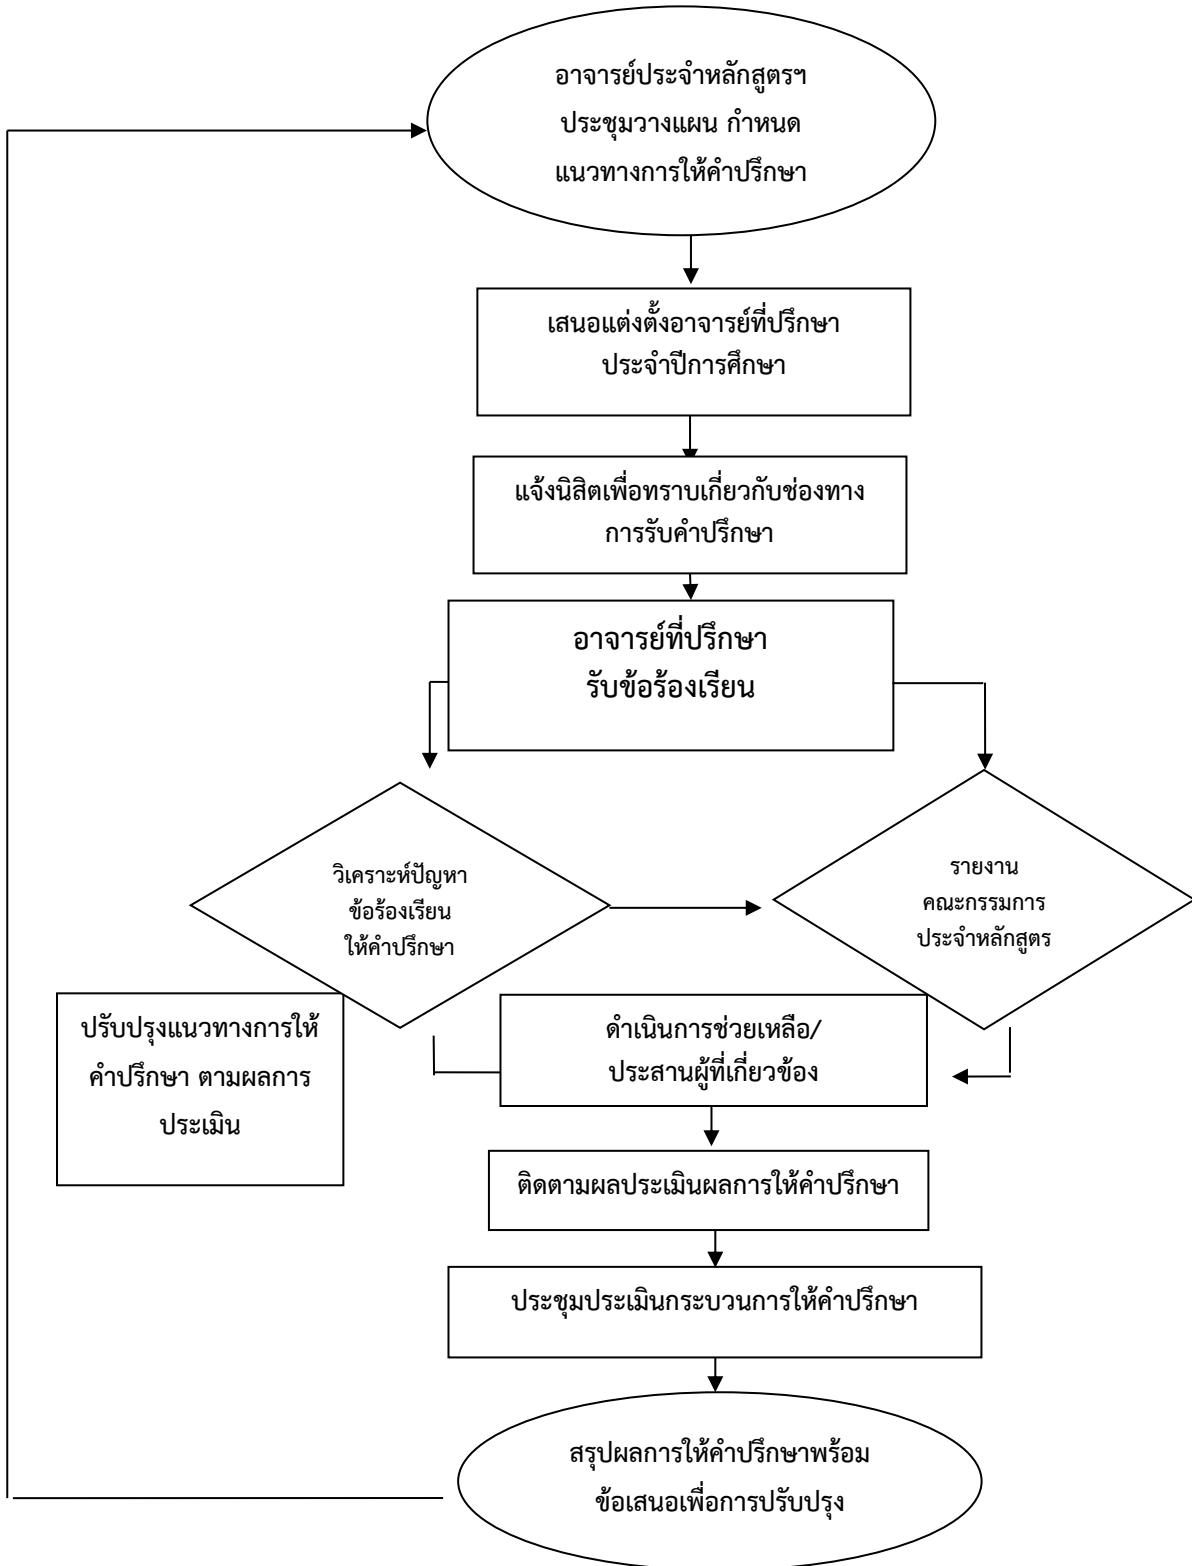 อาจารย์ประจำหลักสูตรฯ
ประชุมวางแผน กำหนด
แนวทางการให้คำปรึกษา
เสนอแต่งตั้งอาจารย์ที่ปรึกษา
ประจำปีการศึกษา
แจ้งนิสิตเพื่อทราบเกี่ยวกับช่องทาง
การรับคำปรึกษา
อาจารย์ที่ปรึกษา
รับข้อร้องเรียน
วิเคราะห์ปัญหา
ข้อร้องเรียน
ให้คำปรึกษา
รายงาน
คณะกรรมการ
ประจำหลักสูตร
ปรับปรุงแนวทางการให้
คำปรึกษา ตามผลการ
ประเมิน
ดำเนินการช่วยเหลือ/
ประสานผู้ที่เกี่ยวข้อง
ติดตามผลประเมินผลการให้คำปรึกษา
ประชุมประเมินกระบวนการให้คำปรึกษา
สรุปผลการให้คำปรึกษาพร้อม
ข้อเสนอเพื่อการปรับปรุง